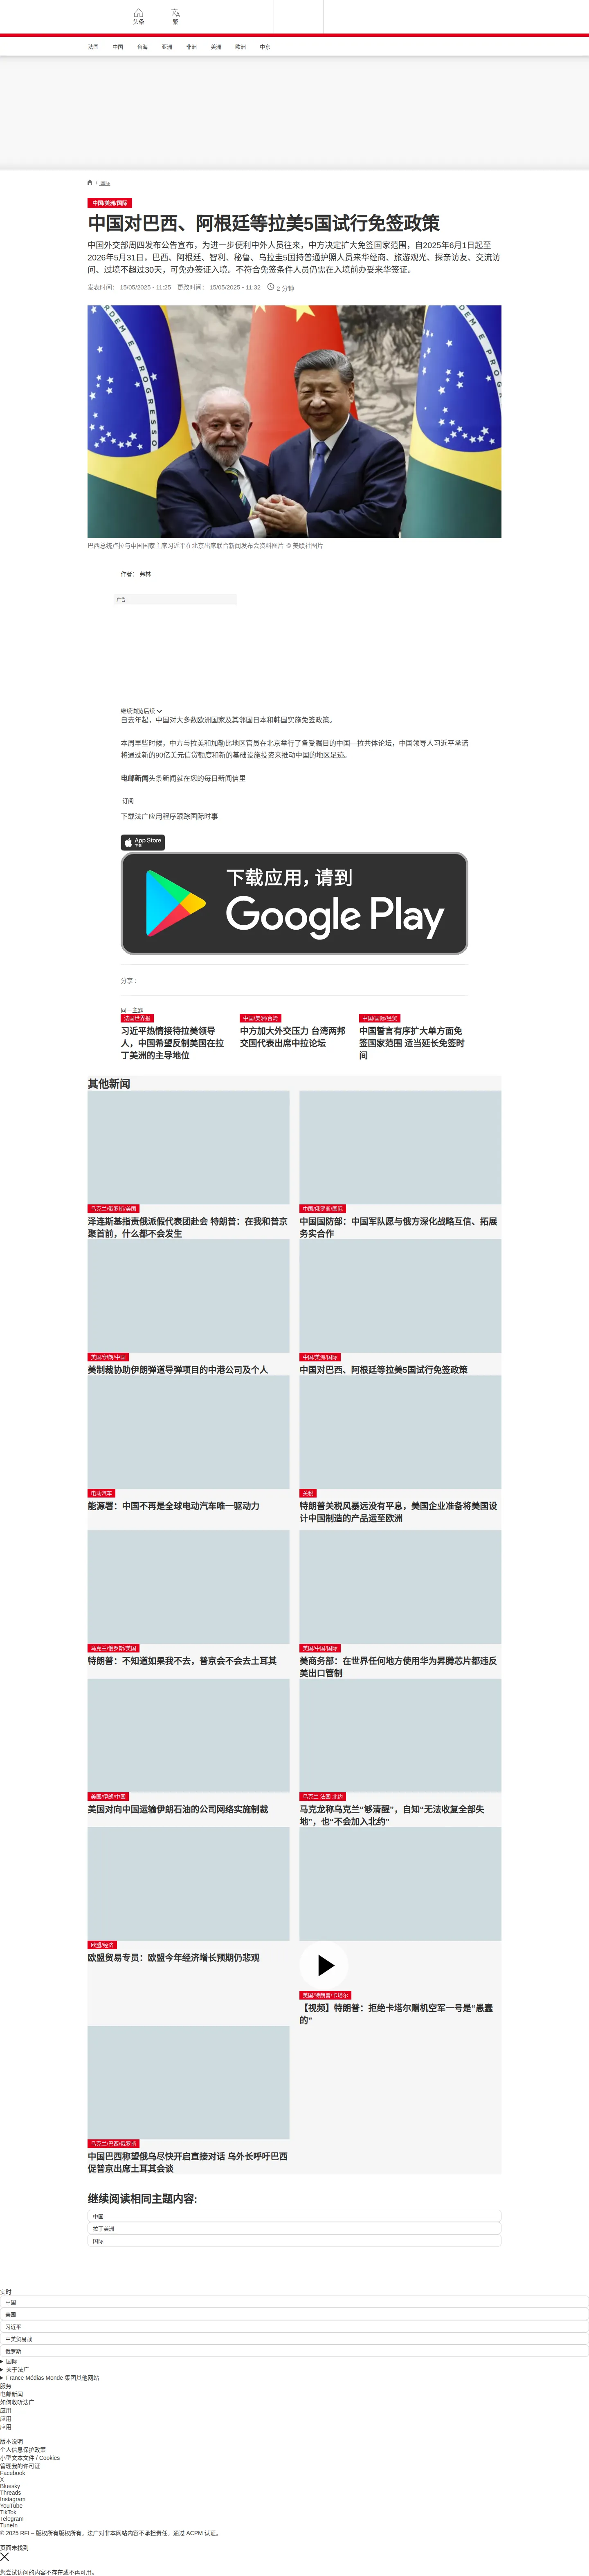 头条
繁
法国 中国 台海 亚洲 非洲 美洲 欧洲 中东
/ 国际
中国/美洲/国际
中国对巴西、阿根廷等拉美5国试行免签政策
中国外交部周四发布公告宣布，为进一步便利中外人员往来，中方决定扩大免签国家范围，自2025年6月1日起至
2026年5月31日，巴西、阿根廷、智利、秘鲁、乌拉圭5国持普通护照人员来华经商、旅游观光、探亲访友、交流访
问、过境不超过30天，可免办签证入境。不符合免签条件人员仍需在入境前办妥来华签证。
发表时间： 15/05/2025 - 11:25 更改时间： 15/05/2025 - 11:32 2 分钟
巴西总统卢拉与中国国家主席习近平在北京出席联合新闻发布会资料图片 © 美联社图片
作者： 弗林
广告
继续浏览后续
自去年起，中国对大多数欧洲国家及其邻国日本和韩国实施免签政策。
本周早些时候，中方与拉美和加勒比地区官员在北京举行了备受瞩目的中国—拉共体论坛，中国领导人习近平承诺
将通过新的90亿美元信贷额度和新的基础设施投资来推动中国的地区足迹。
电邮新闻头条新闻就在您的每日新闻信里
订阅
下载法广应用程序跟踪国际时事
App Store
下载
下载应用，请到
Google Play
分享 :
同一主题
法国世界报
习近平热情接待拉美领导
人，中国希望反制美国在拉
丁美洲的主导地位
中国/美洲/台湾
中方加大外交压力 台湾两邦
交国代表出席中拉论坛
中国/国际/经贸
中国誓言有序扩大单方面免
签国家范围 适当延长免签时
间
其他新闻
乌克兰/俄罗斯/美国
泽连斯基指责俄派假代表团赴会 特朗普：在我和普京
聚首前，什么都不会发生
中国/俄罗斯/国际
中国国防部：中国军队愿与俄方深化战略互信、拓展
务实合作
美国/伊朗/中国
美制裁协助伊朗弹道导弹项目的中港公司及个人
中国/美洲/国际
中国对巴西、阿根廷等拉美5国试行免签政策
电动汽车
能源署：中国不再是全球电动汽车唯一驱动力
关税
特朗普关税风暴远没有平息，美国企业准备将美国设
计中国制造的产品运至欧洲
乌克兰/俄罗斯/美国
特朗普：不知道如果我不去，普京会不会去土耳其
美国/中国/国际
美商务部：在世界任何地方使用华为昇腾芯片都违反
美出口管制
美国/伊朗/中国
美国对向中国运输伊朗石油的公司网络实施制裁
乌克兰 法国 北约
马克龙称乌克兰“够清醒”，自知“无法收复全部失
地”，也“不会加入北约”
欧盟/经济
欧盟贸易专员：欧盟今年经济增长预期仍悲观
美国/特朗普/卡塔尔
【视频】特朗普：拒绝卡塔尔赠机空军一号是“愚蠢
的”
乌克兰/巴西/俄罗斯
中国巴西称望俄乌尽快开启直接对话 乌外长呼吁巴西
促普京出席土耳其会谈
继续阅读相同主题内容:
中国
拉丁美洲
国际
实时
中国
美国
习近平
中美贸易战
俄罗斯
国际
关于法广
France Médias Monde 集团其他网站
服务
电邮新闻
如何收听法广
应用
应用
应用
版本说明
个人信息保护政策
小型文本文件 / Cookies
管理我的许可证
Facebook
X
Bluesky
Threads
Instagram
YouTube
TikTok
Telegram
TuneIn
© 2025 RFI – 版权所有版权所有。法广对非本网站内容不承担责任。通过 ACPM 认证。
页面未找到
您尝试访问的内容不存在或不再可用。